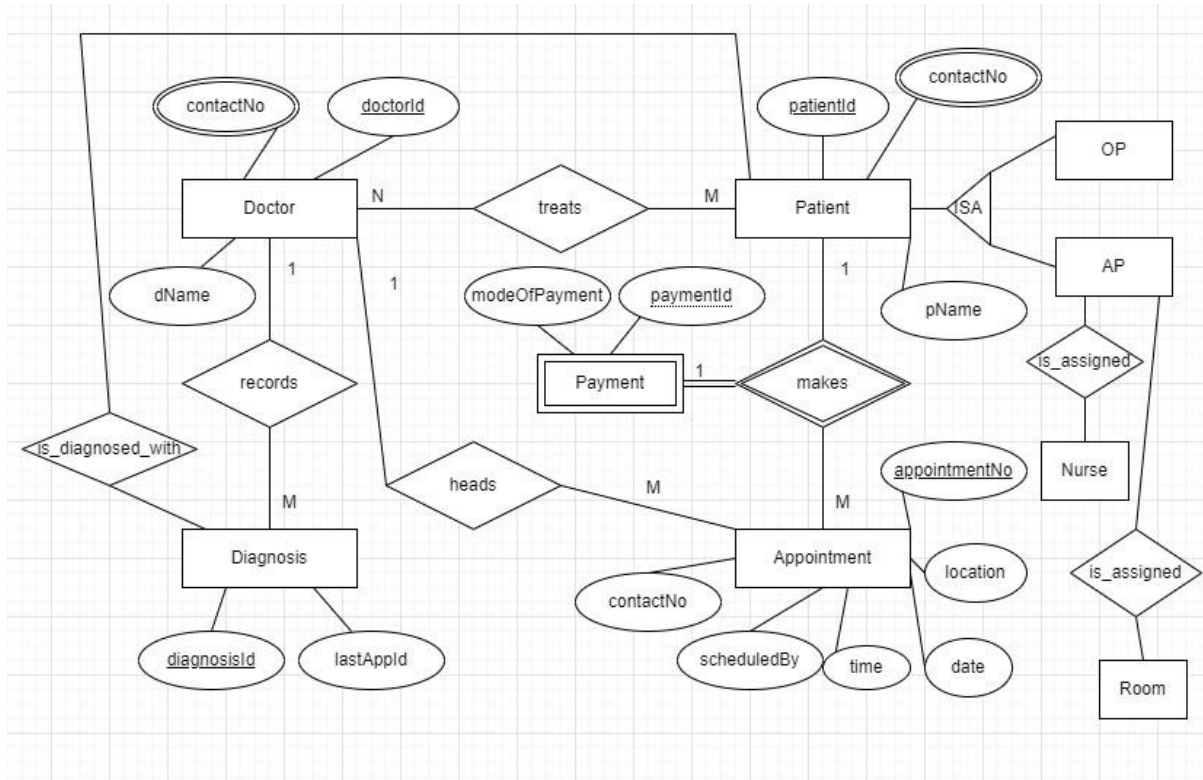 contactNo
contactNo
doctorId
patientId
OP
Doctor
N
treats
M
Patient
ISA
AP
1
1
1
dName
modeOfPayment
paymentId
pName
is_assigned
1
records
Payment
makes
is_diagnosed_with
appointmentNo
Nurse
heads
M
M
M
Diagnosis
Appointment
location
is_assigned
contactNo
diagnosisId
lastAppId
scheduledBy
time
date
Room